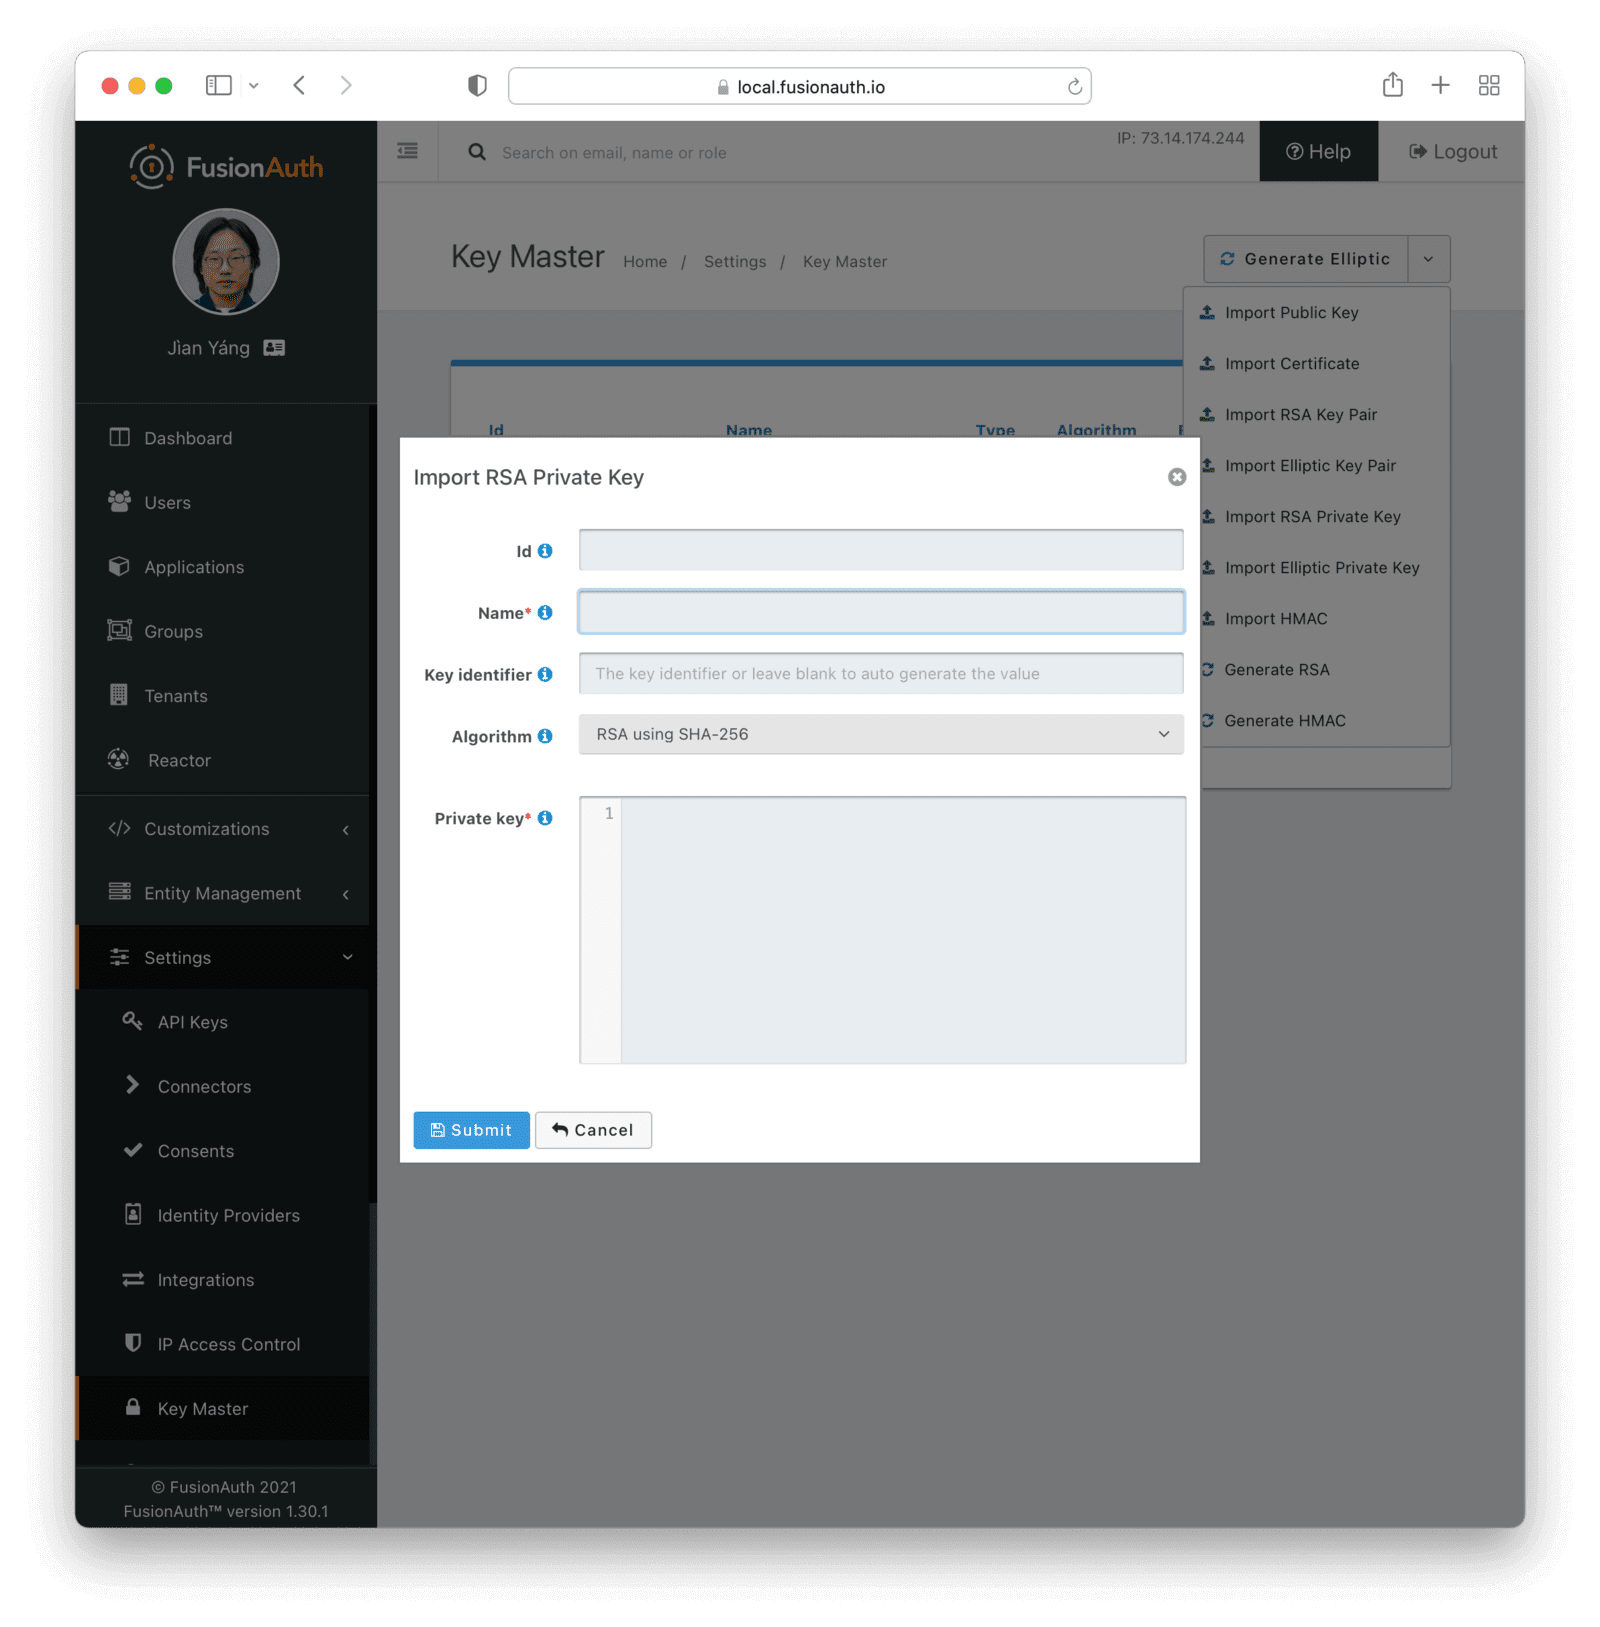 local.fusionauth.io
FusionAuth
Jìan Yáng
Dashboard
Users
Applications
Groups
Tenants
Reactor
Customizations
Entity Management
Settings
API Keys
Connectors
Consents
Identity Providers
Integrations
IP Access Control
Key Master
© FusionAuth 2021
FusionAuth™ version 1.30.1
Search on email, name or role
IP: 73.14.174.244
Help
Logout
Key Master
Home / Settings / Key Master
Generate Elliptic
Import Public Key
Import Certificate
Import RSA Key Pair
Import Elliptic Key Pair
Import RSA Private Key
Import Elliptic Private Key
Import HMAC
Generate RSA
Generate HMAC
Id Name Type Algorithm
Import RSA Private Key
Id
Name*
Key identifier The key identifier or leave blank to auto generate the value
Algorithm RSA using SHA-256
Private key* 1
Submit Cancel